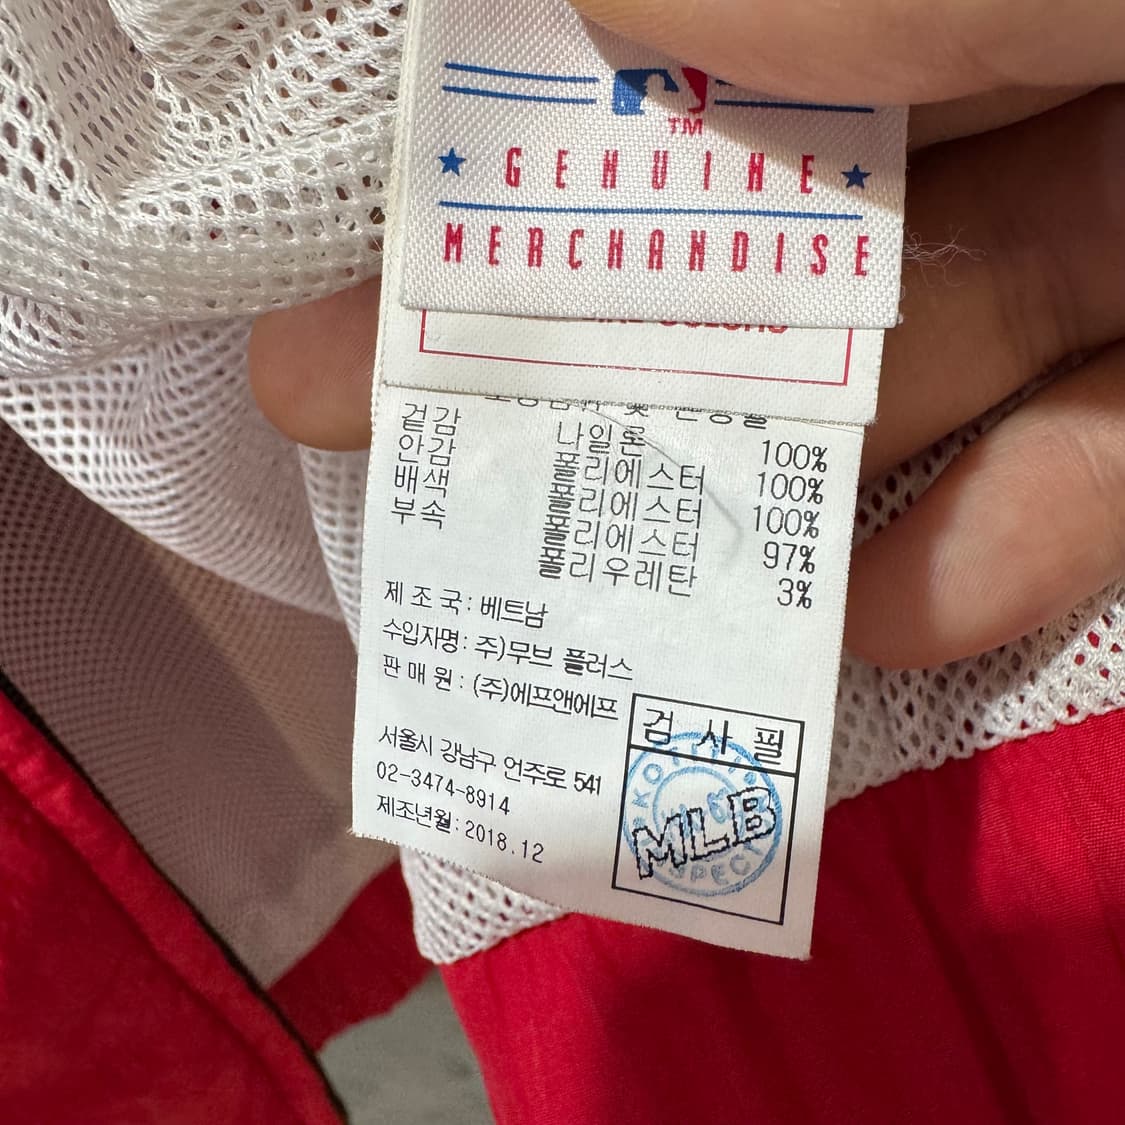 TM
GENUINE
MERCHANDISE
겉감 나일론 100%
안감 폴리에스터 100%
배색 폴리에스터 100%
부속 폴리에스터 97%
폴리우레탄 3%
제조국: 베트남
수입자명: 주)무브 플러스
판매원: (주)에프앤에프
서울시 강남구 언주로 541
02-3474-8914
제조년월: 2018.12
검사필
MLB